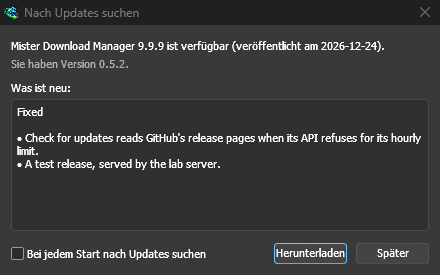 Nach Updates suchen
Mister Download Manager 9.9.9 ist verfügbar (veröffentlicht am 2026-12-24).
Sie haben Version 0.5.2.
Was ist neu:
Fixed
• Check for updates reads GitHub's release pages when its API refuses for its hourly
limit.
• A test release, served by the lab server.
Bei jedem Start nach Updates suchen
Herunterladen
Später